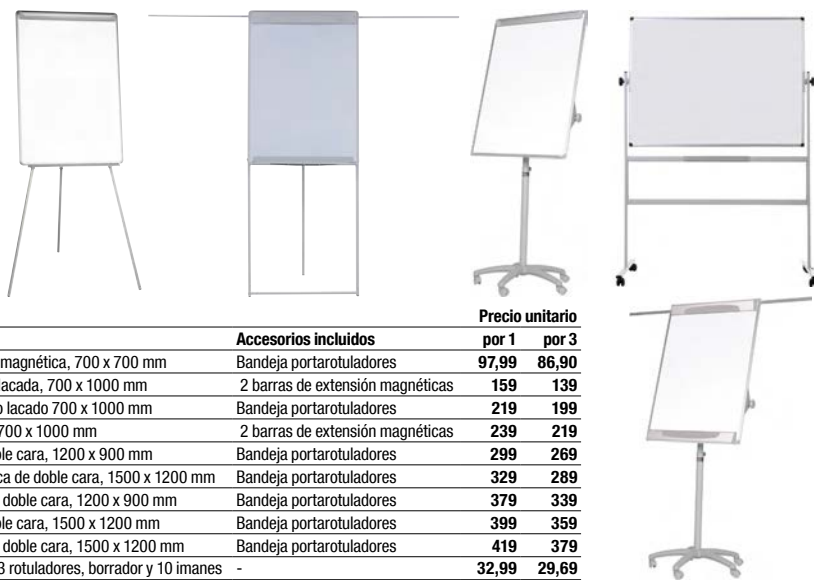 Precio unitario
Accesorios incluidos por 1 por 3
magnética, 700 x 700 mm Bandeja portarotuladores 97,99 86,90
lacada, 700 x 1000 mm 2 barras de extensión magnéticas 159 139
lacado 700 x 1000 mm Bandeja portarotuladores 219 199
700 x 1000 mm 2 barras de extensión magnéticas 239 219
cara, 1200 x 900 mm Bandeja portarotuladores 299 269
de doble cara, 1500 x 1200 mm Bandeja portarotuladores 329 289
doble cara, 1200 x 900 mm Bandeja portarotuladores 379 339
cara, 1500 x 1200 mm Bandeja portarotuladores 399 359
doble cara, 1500 x 1200 mm Bandeja portarotuladores 419 379
3 rotuladores, borrador y 10 imanes - 32,99 29,69